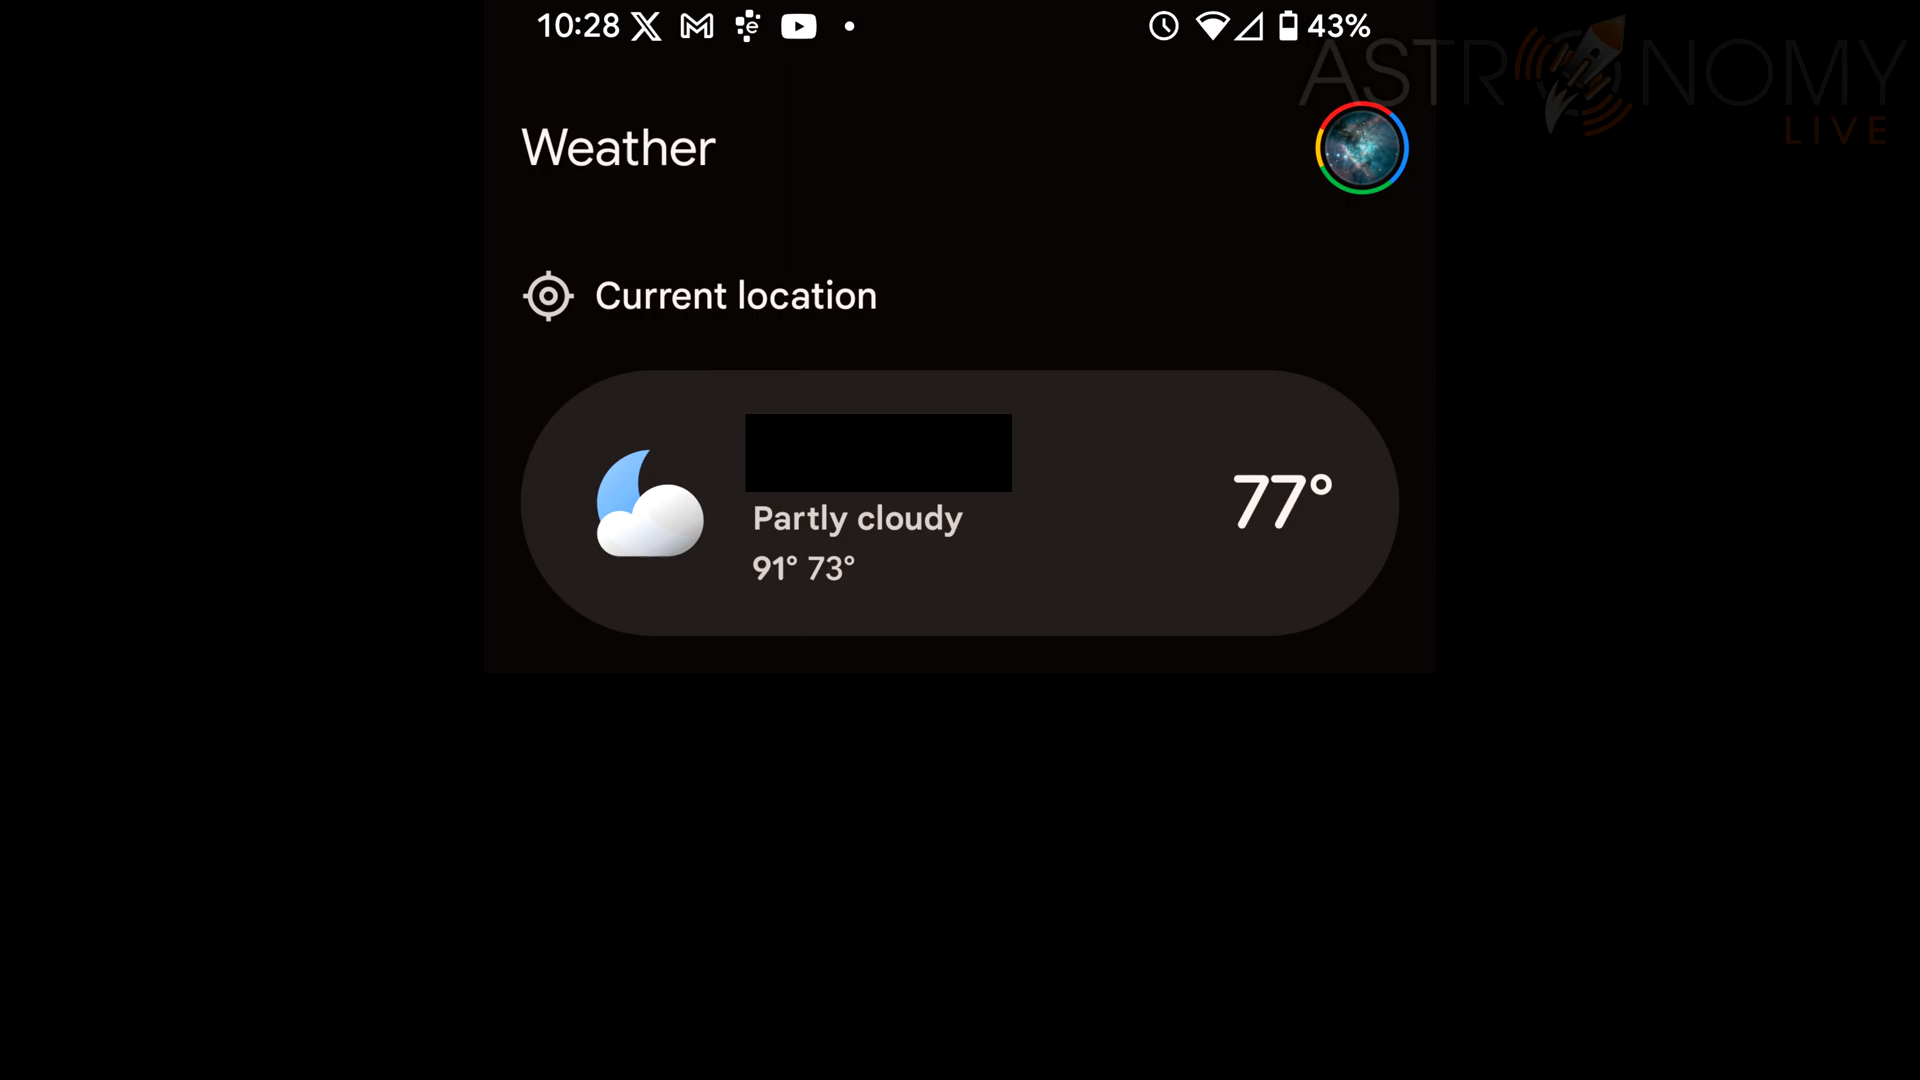 10:28 43%
ASTRONOMY
LIVE
Weather
Current location
Partly cloudy
77°
91° 73°